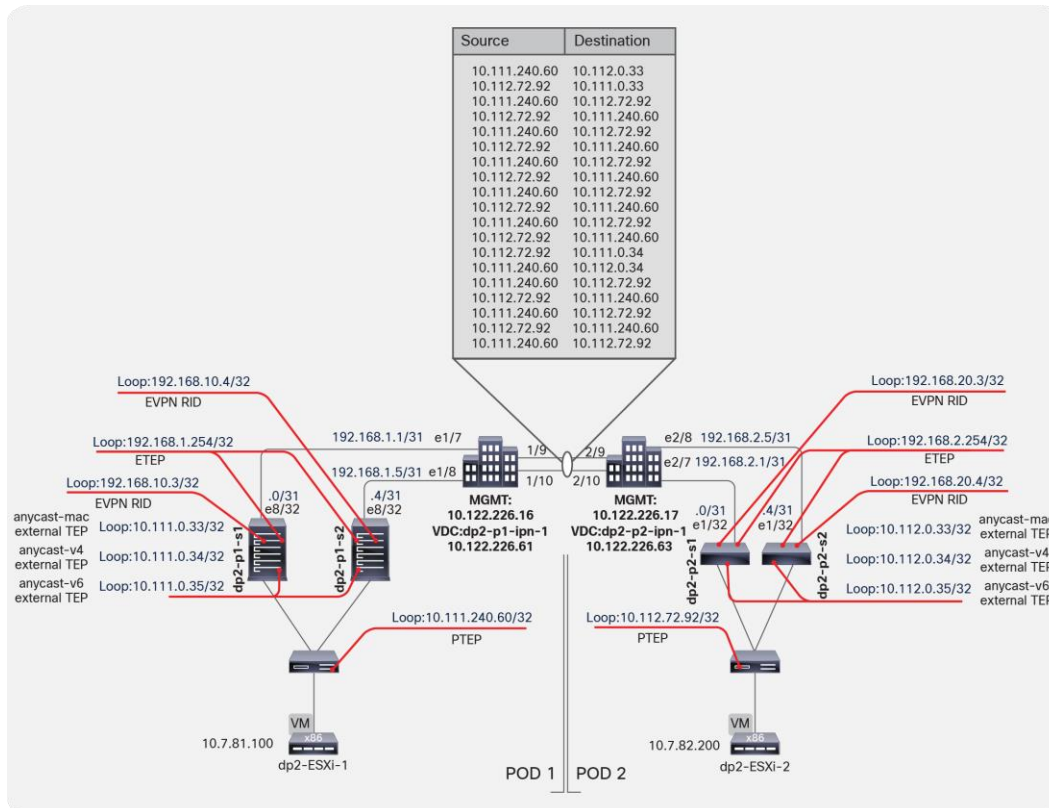 Source Destination
10.111.240.60 10.112.0.33
10.112.72.92 10.111.0.33
10.111.240.60 10.112.72.92
10.112.72.92 10.111.240.60
10.111.240.60 10.112.72.92
10.112.72.92 10.111.240.60
10.111.240.60 10.112.72.92
10.112.72.92 10.111.240.60
10.111.240.60 10.112.72.92
10.112.72.92 10.111.240.60
10.111.240.60 10.112.72.92
10.112.72.92 10.111.240.60
10.112.72.92 10.111.0.34
10.111.240.60 10.112.0.34
10.111.240.60 10.112.72.92
10.112.72.92 10.111.240.60
10.111.240.60 10.112.72.92
10.112.72.92 10.111.240.60
10.111.240.60 10.112.72.92
Loop:192.168.10.4/32
EVPN RID
Loop:192.168.1.254/32
ETEP
Loop:192.168.10.3/32
EVPN RID
192.168.1.1/31 e1/7
192.168.1.5/31 e1/8
.0/31
e8/32
.4/31
e8/32
anycast-mac
external TEP
Loop:10.111.0.33/32
anycast-v4
external TEP
Loop:10.111.0.34/32
anycast-v6
external TEP
Loop:10.111.0.35/32
dp2-p1-s1
dp2-p1-s2
1/9
1/10
2/9
2/10
MGMT:
10.122.226.16
VDC:dp2-p1-ipn-1
10.122.226.61
MGMT:
10.122.226.17
VDC:dp2-p2-ipn-1
10.122.226.63
e2/8 192.168.2.5/31
e2/7
192.168.2.1/31
Loop:192.168.20.3/32
EVPN RID
Loop:192.168.2.254/32
ETEP
Loop:192.168.20.4/32
EVPN RID
.0/31
e1/32
.4/31
e1/32
dp2-p2-s1
dp2-p2-s2
Loop:10.112.0.33/32
anycast-mac
external TEP
Loop:10.112.0.34/32
anycast-v4
external TEP
Loop:10.112.0.35/32
anycast-v6
external TEP
Loop:10.111.240.60/32
PTEP
Loop:10.112.72.92/32
PTEP
VM
x86
10.7.81.100
dp2-ESXi-1
VM
x86
10.7.82.200
dp2-ESXi-2
POD 1 POD 2